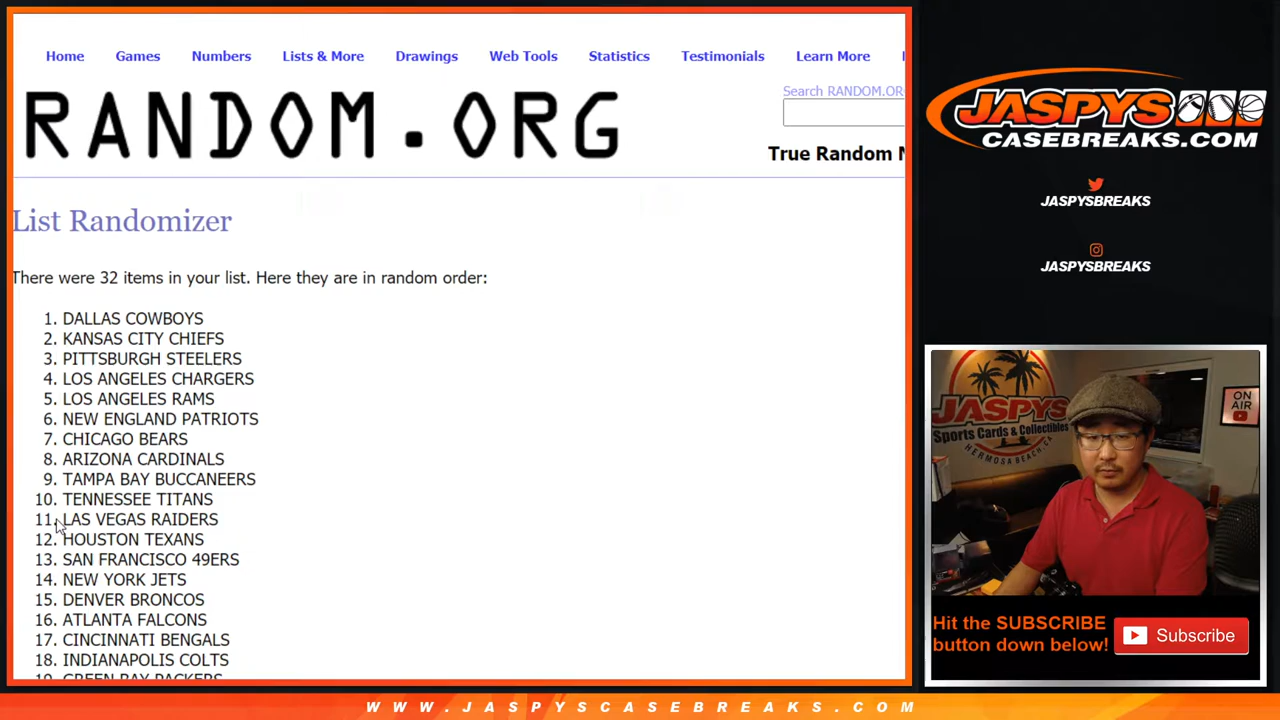 Home Games Numbers Lists & More Drawings Web Tools Statistics Testimonials Learn More
Search RANDOM.OR
RANDOM.ORG
True Random
List Randomizer
There were 32 items in your list. Here they are in random order:
1. DALLAS COWBOYS
2. KANSAS CITY CHIEFS
3. PITTSBURGH STEELERS
4. LOS ANGELES CHARGERS
5. LOS ANGELES RAMS
6. NEW ENGLAND PATRIOTS
7. CHICAGO BEARS
8. ARIZONA CARDINALS
9. TAMPA BAY BUCCANEERS
10. TENNESSEE TITANS
11. LAS VEGAS RAIDERS
12. HOUSTON TEXANS
13. SAN FRANCISCO 49ERS
14. NEW YORK JETS
15. DENVER BRONCOS
16. ATLANTA FALCONS
17. CINCINNATI BENGALS
18. INDIANAPOLIS COLTS
19. GREEN BAY PACKERS
JASPYS
CASEBREAKS.COM
JASPYSBREAKS
JASPYSBREAKS
JASPYS
Sports Cards & Collectibles
HERMOSA BEACH, CA
ON AIR
Hit the SUBSCRIBE
button down below!
Subscribe
WWW.JASPYSCASEBREAKS.COM